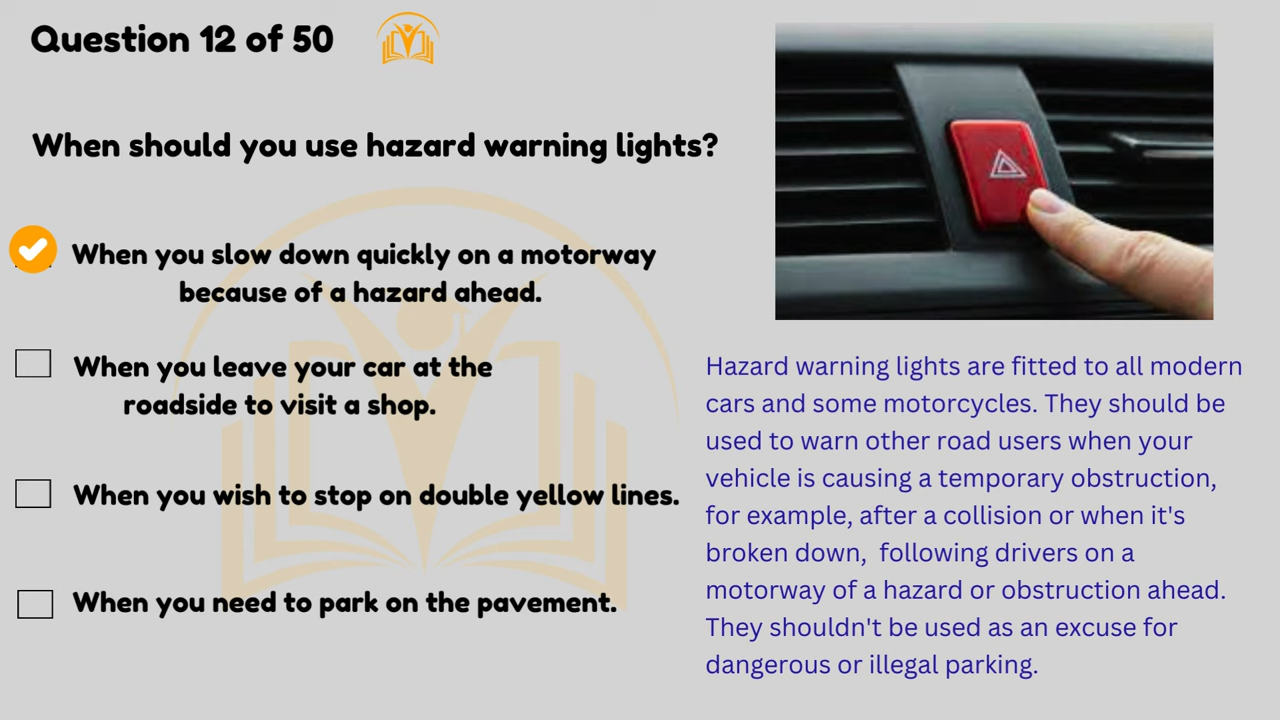 Question 12 of 50
When should you use hazard warning lights?
When you slow down quickly on a motorway
because of a hazard ahead.
When you leave your car at the
roadside to visit a shop.
When you wish to stop on double yellow lines.
When you need to park on the pavement.
Hazard warning lights are fitted to all modern
cars and some motorcycles. They should be
used to warn other road users when your
vehicle is causing a temporary obstruction,
for example, after a collision or when it's
broken down,  following drivers on a
motorway of a hazard or obstruction ahead.
They shouldn't be used as an excuse for
dangerous or illegal parking.